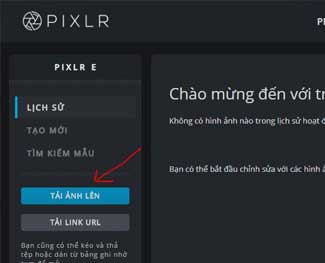 PIXLR
PIXLR E
LỊCH SỬ
TẠO MỚI
TÌM KIẾM MẪU
TẢI ẢNH LÊN
TẢI LINK URL
Bạn cũng có thể kéo và thả
tệp hoặc dán từ bảng ghi nhớ
Chào mừng đến với
Không có hình ảnh nào trong lịch sử hoạt
Bạn có thể bắt đầu chỉnh sửa với các hình